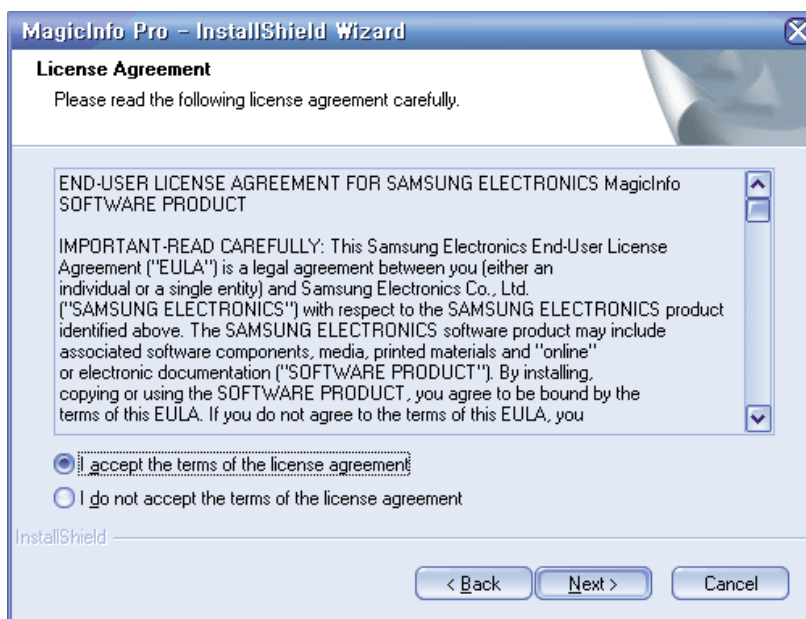 MagicInfo Pro - InstallShield Wizard
License Agreement
Please read the following license agreement carefully.
END-USER LICENSE AGREEMENT FOR SAMSUNG ELECTRONICS MagicInfo
SOFTWARE PRODUCT
IMPORTANT-READ CAREFULLY: This Samsung Electronics End-User License
Agreement ("EULA") is a legal agreement between you (either an
individual or a single entity) and Samsung Electronics Co., Ltd.
("SAMSUNG ELECTRONICS") with respect to the SAMSUNG ELECTRONICS product
identified above. The SAMSUNG ELECTRONICS software product may include
associated software components, media, printed materials and "online"
or electronic documentation ("SOFTWARE PRODUCT"). By installing,
copying or using the SOFTWARE PRODUCT, you agree to be bound by the
terms of this EULA. If you do not agree to the terms of this EULA, you
I accept the terms of the license agreement
I do not accept the terms of the license agreement
InstallShield
< Back Next > Cancel